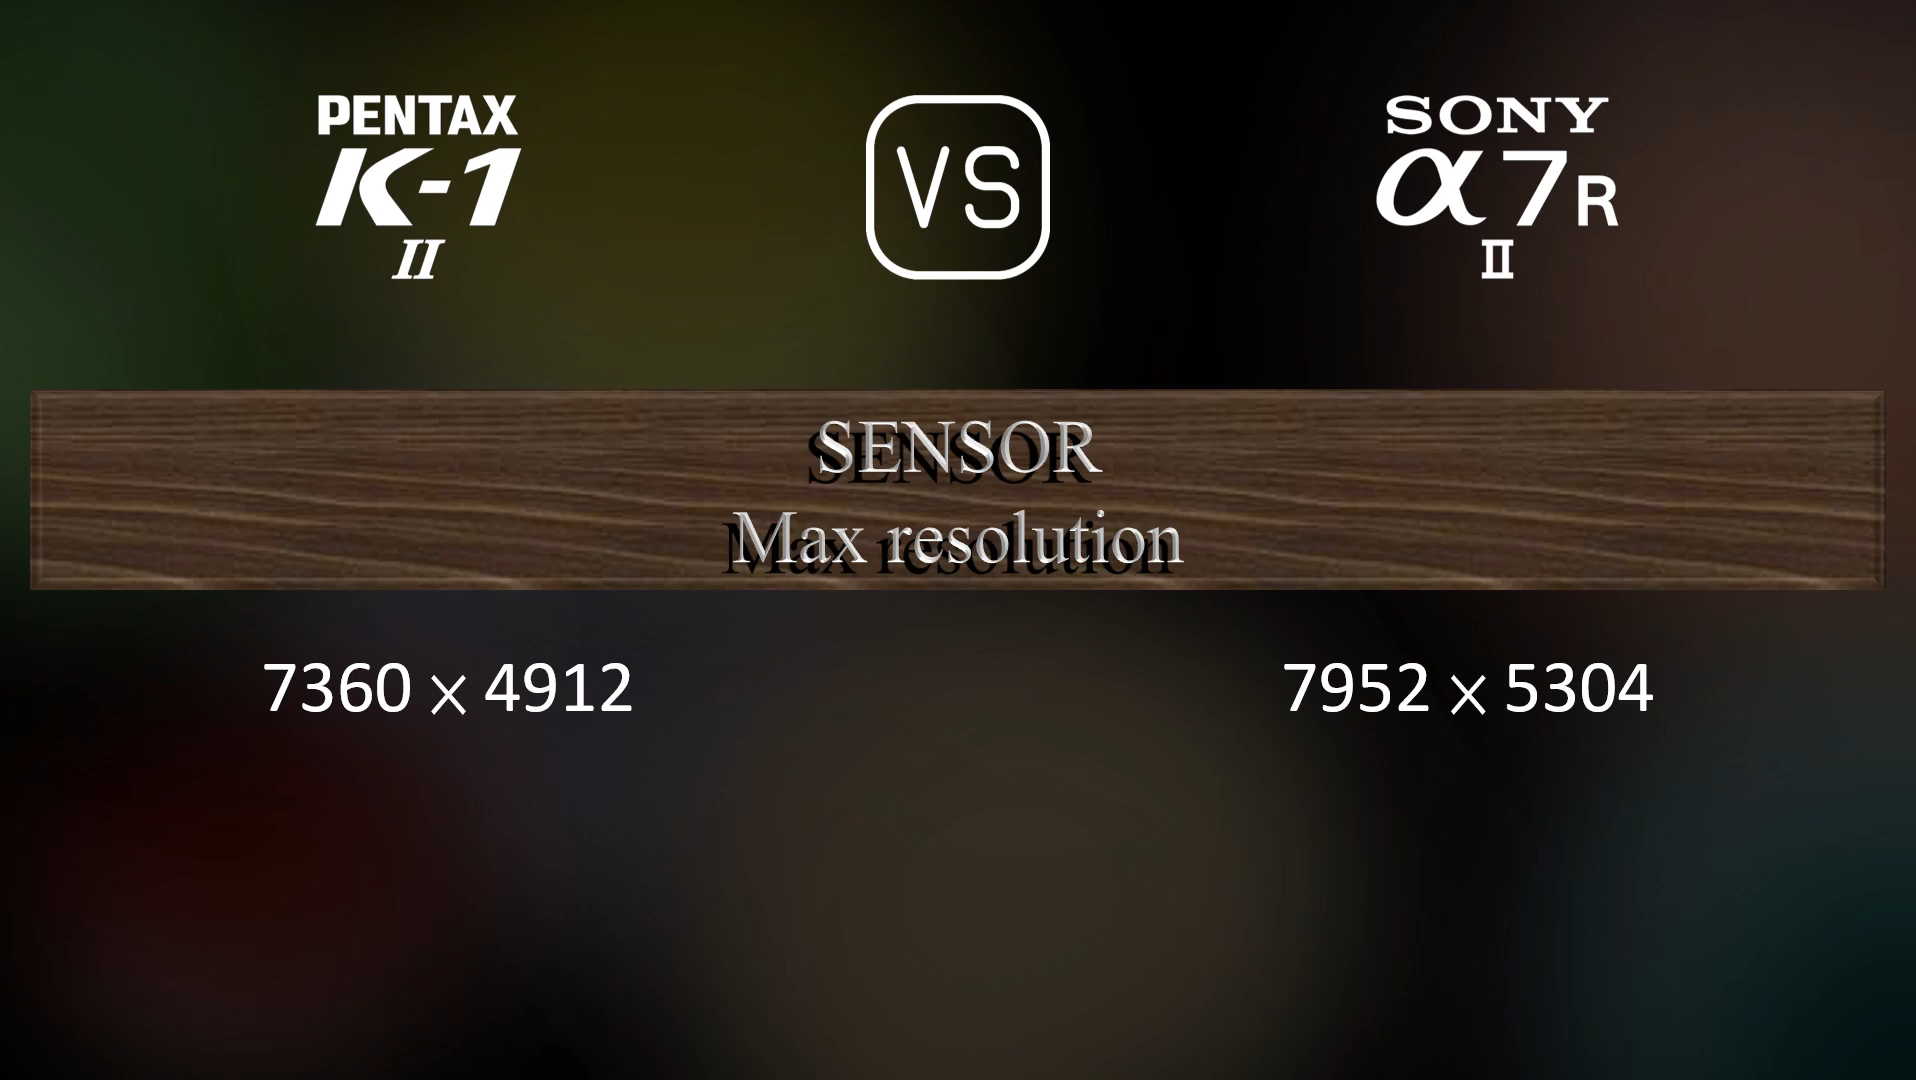 PENTAX
K-1
II
VS
SONY
α7R
II
SENSOR
Max resolution
7360 x 4912
7952 x 5304